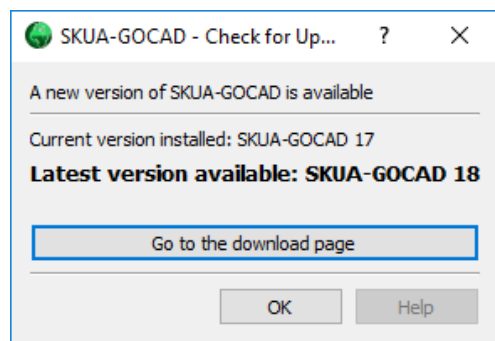 SKUA-GOCAD - Check for Up... ?
A new version of SKUA-GOCAD is available
Current version installed: SKUA-GOCAD 17
Latest version available: SKUA-GOCAD 18
Go to the download page
OK Help